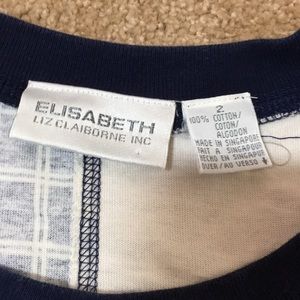 ELISABETH
LIZ CLAIBORNE INC
2
100% COTTON/
COTON/
ALGODON
MADE IN SINGAPORE
FAIT A SINGAPOUR
HECHO EN SINGAPORE
OVER/AU VERSO